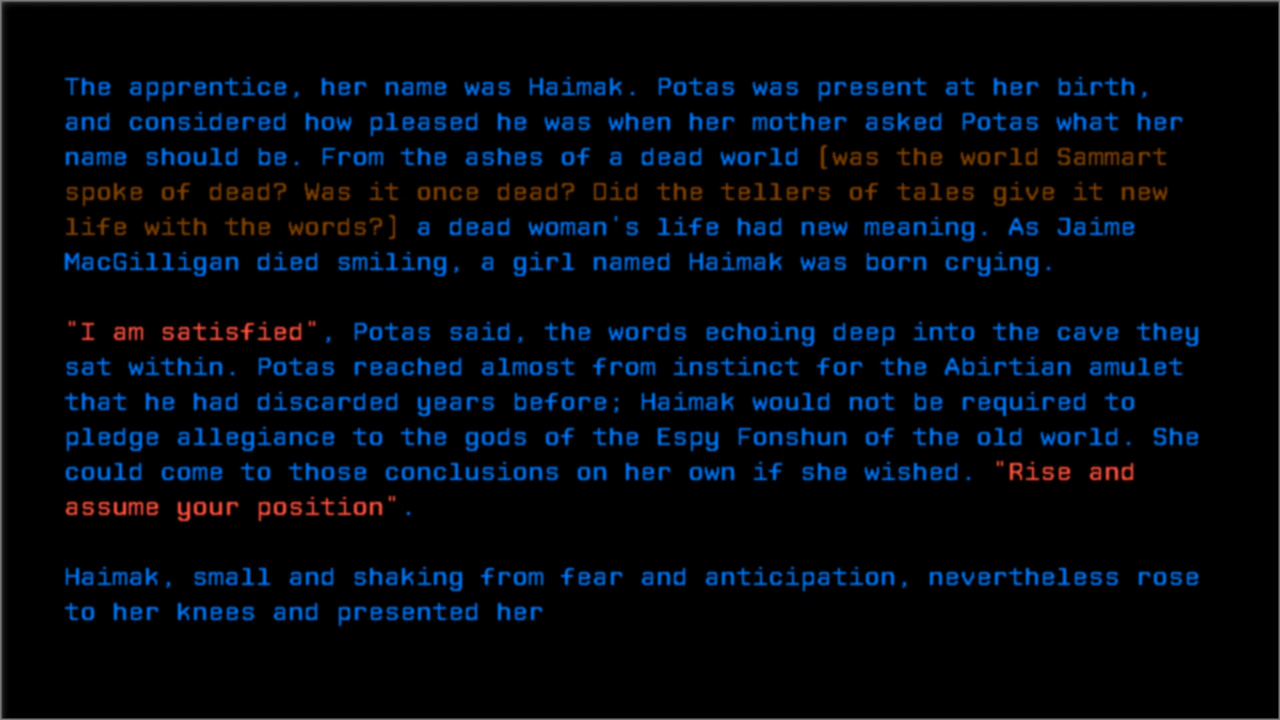 The apprentice, her name was Haimak. Potas was present at her birth,
and considered how pleased he was when her mother asked Potas what her
name should be. From the ashes of a dead world [was the world Sammart
spoke of dead? Was it once dead? Did the tellers of tales give it new
life with the words?] a dead woman's life had new meaning. As Jaime
MacGilligan died smiling, a girl named Haimak was born crying.

"I am satisfied", Potas said, the words echoing deep into the cave they
sat within. Potas reached almost from instinct for the Abirtian amulet
that he had discarded years before; Haimak would not be required to
pledge allegiance to the gods of the Espy Fonshun of the old world. She
could come to those conclusions on her own if she wished. "Rise and
assume your position".

Haimak, small and shaking from fear and anticipation, nevertheless rose
to her knees and presented her